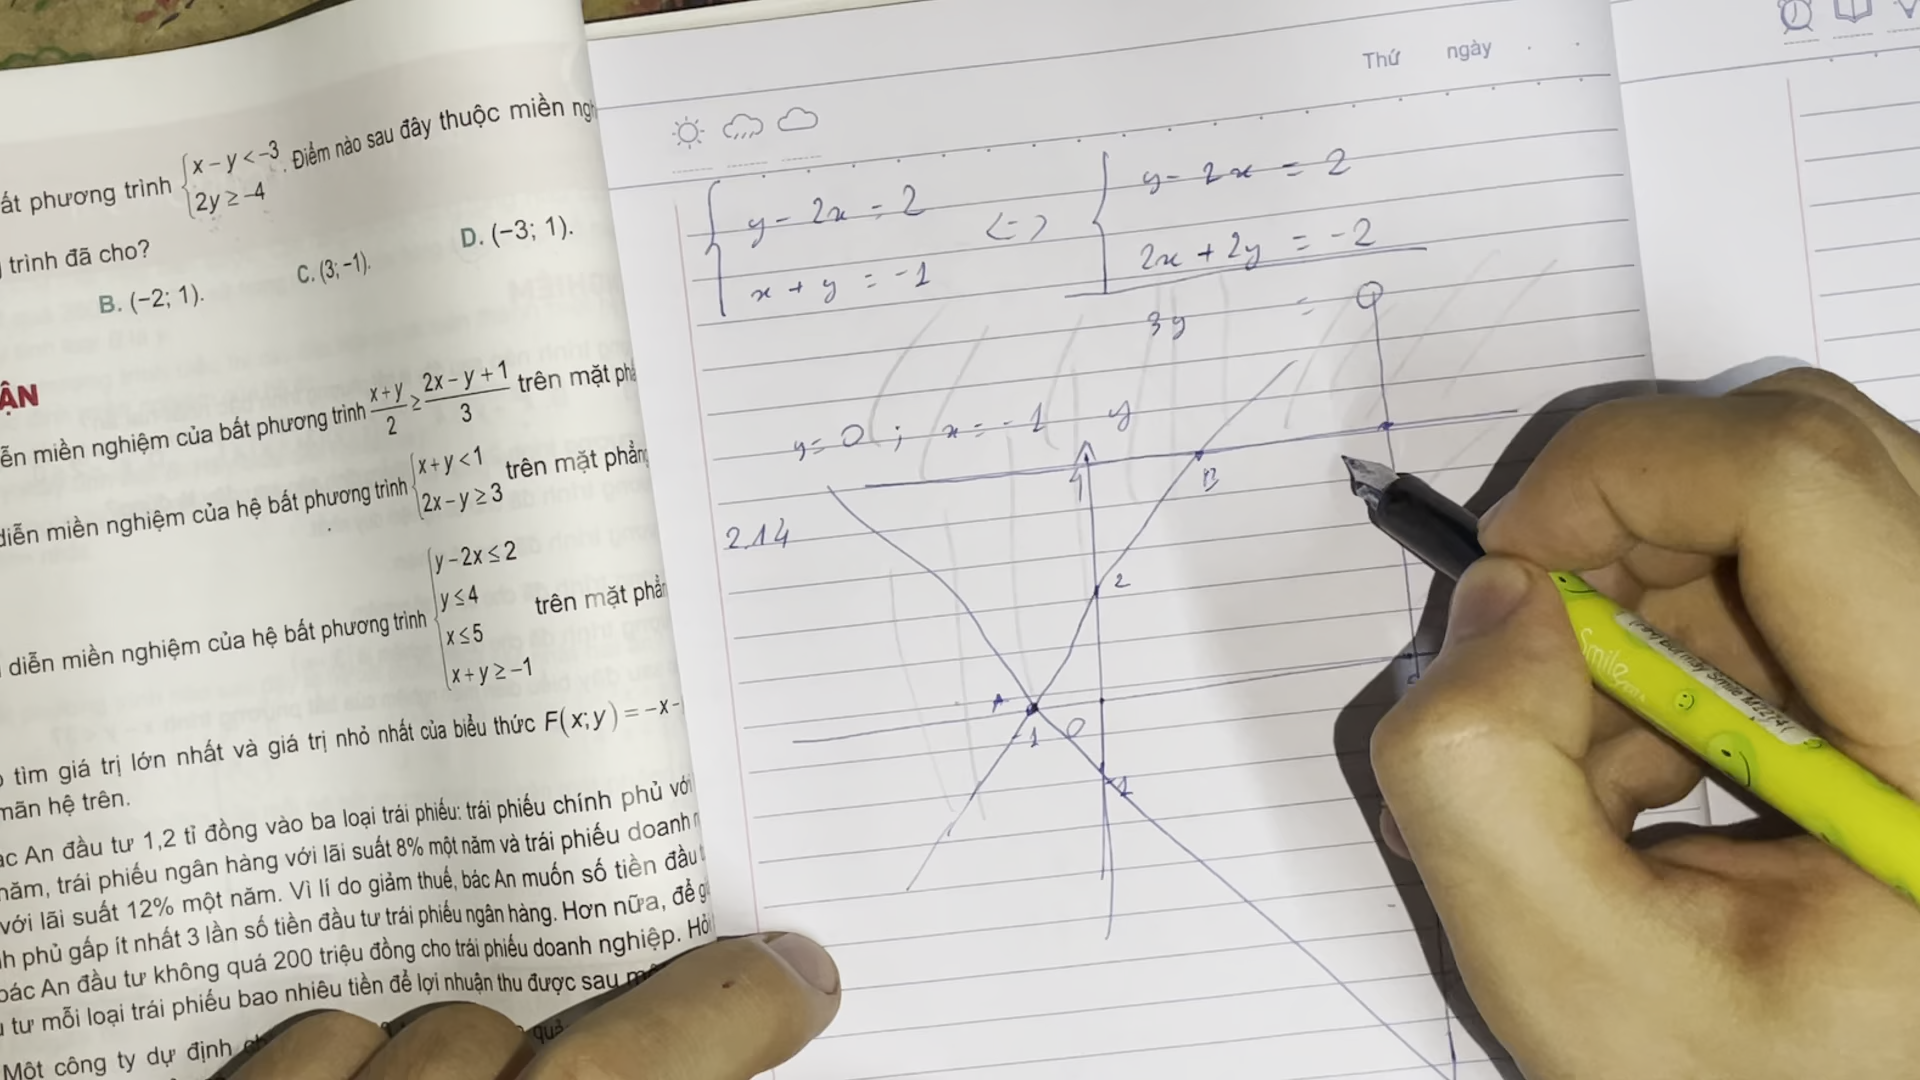 ất phương trình { x – y < –3
2y ≥ –4 . Điểm nào sau đây thuộc miền
trình đã cho?
B. (–2; 1). C. (3; –1). D. (–3; 1).
ẬN
ễn miền nghiệm của bất phương trình (x + y)/2 ≥ (2x – y + 1)/3 trên mặt
diễn miền nghiệm của hệ bất phương trình { x + y < 1
2x – y ≥ 3 trên mặt
diễn miền nghiệm của hệ bất phương trình { y – 2x ≤ 2
y ≤ 4
x ≤ 5
x + y ≥ –1 trên mặt
tìm giá trị lớn nhất và giá trị nhỏ nhất của biểu thức F(x; y) = –x –
mãn hệ trên.
ác An đầu tư 1,2 tỉ đồng vào ba loại trái phiếu: trái phiếu chính phủ với
năm, trái phiếu ngân hàng với lãi suất 8% một năm và trái phiếu doanh
với lãi suất 12% một năm. Vì lí do giảm thuế, bác An muốn số tiền đầu
nh phủ gấp ít nhất 3 lần số tiền đầu tư trái phiếu ngân hàng. Hơn nữa, để
bác An đầu tư không quá 200 triệu đồng cho trái phiếu doanh nghiệp. Hỏi
tư mỗi loại trái phiếu bao nhiêu tiền để lợi nhuận thu được sau
Một công ty dự định
Thứ ngày
{ y - 2x = 2
x + y = -1
<=>
{ y - 2x = 2
2x + 2y = -2
3y = 0
y = 0 ; x = -1
y
4
B
2.14
2
A
-1
O
Smile